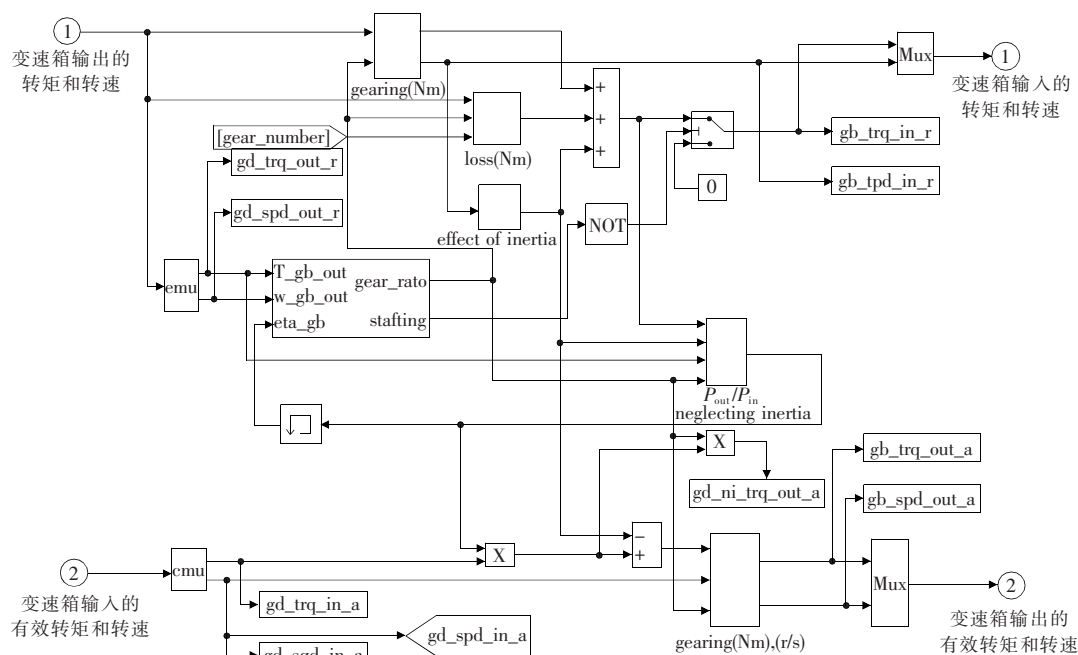 1
变速箱输出的
转矩和转速
gearing(Nm)
[gear_number]
loss(Nm)
gd_trq_out_r
gd_spd_out_r
effect of inertia
+
+
+
NOT
0
Mux
1
变速箱输入的
转矩和转速
gb_trq_in_r
gb_tpd_in_r
emu
T_gb_out
w_gb_out
eta_gb
gear_rato
stafting
Pout/Pin
neglecting inertia
X
gd_ni_trq_out_a
gb_trq_out_a
gb_spd_out_a
2
变速箱输入的
有效转矩和转速
cmu
gd_trq_in_a
gd_spd_in_a
gd_sqd_in_a
X
−
+
gearing(Nm),(r/s)
Mux
2
变速箱输出的
有效转矩和转速